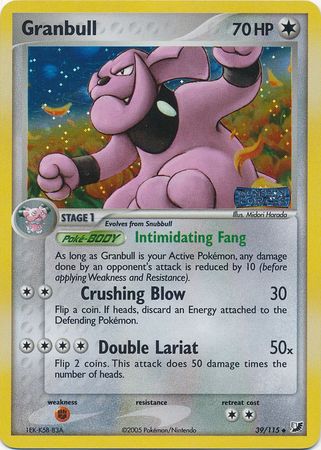 Granbull 70 HP
Illus. Midori Harada
STAGE 1
Evolves from Snubbull
Poké-BODY Intimidating Fang
As long as Granbull is your Active Pokémon, any damage
done by an opponent's attack is reduced by 10 (before
applying Weakness and Resistance).
Crushing Blow 30
Flip a coin. If heads, discard an Energy attached to the
Defending Pokémon.
Double Lariat 50x
Flip 2 coins. This attack does 50 damage times the
number of heads.
weakness resistance retreat cost
1EK-K5B-B3A ©2005 Pokémon/Nintendo 39/115